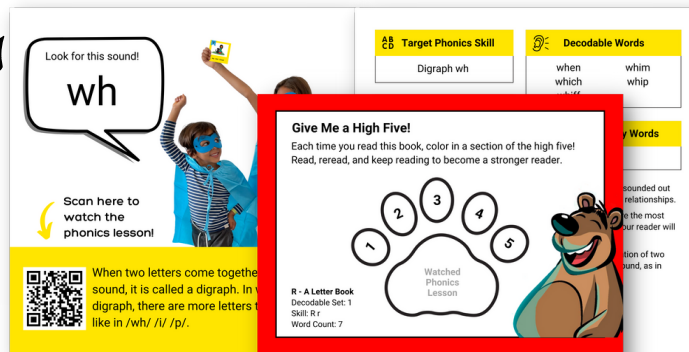 Look for this sound!
wh
Scan here to
watch the
phonics lesson!
When two letters come togethe
sound, it is called a digraph. In
digraph, there are more letters
like in /wh/ /i/ /p/.
AB
CD
Target Phonics Skill
Digraph wh
Decodable Words
when whim
which whip
whiff
Words
sounded out
relationships.
the most
our reader will
tion of two
ound, as in
Give Me a High Five!
Each time you read this book, color in a section of the high five!
Read, reread, and keep reading to become a stronger reader.
1
2
3
4
5
Watched
Phonics
Lesson
R - A Letter Book
Decodable Set: 1
Skill: R r
Word Count: 7